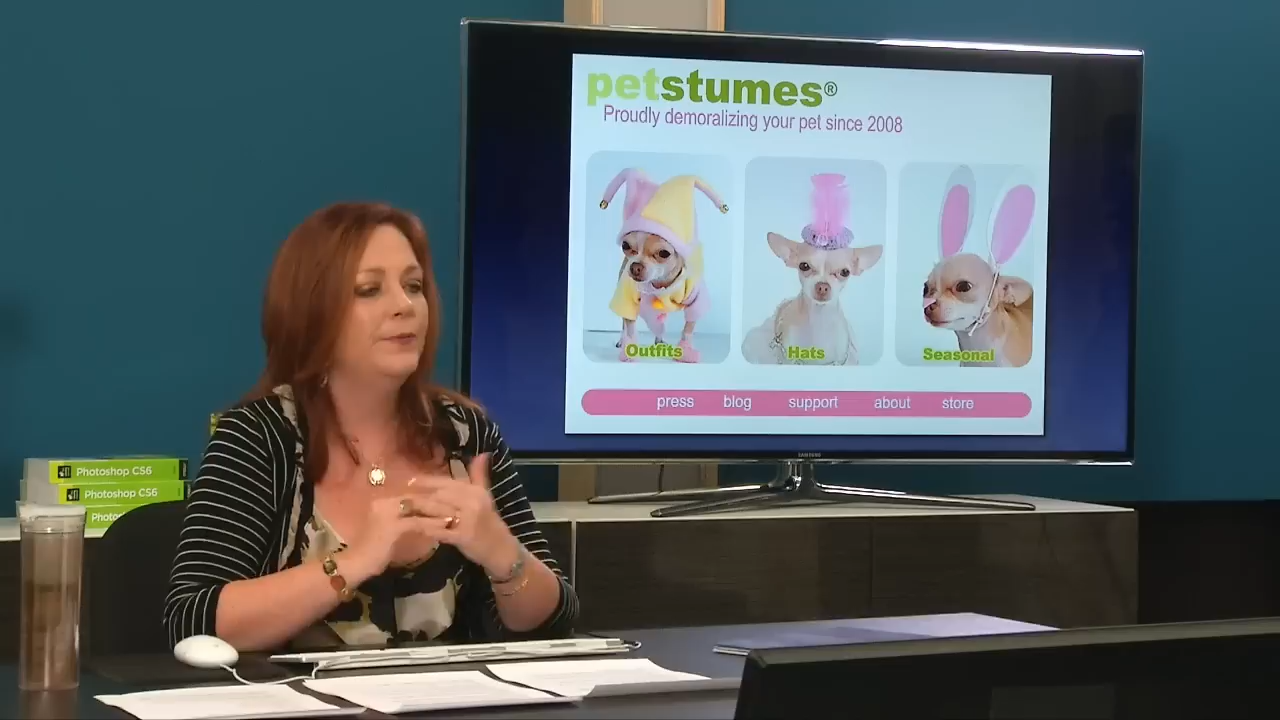 petstumes®
Proudly demoralizing your pet since 2008
Outfits
Hats
Seasonal
press blog support about store
SAMSUNG
Photoshop CS6
Photoshop CS6
Photo